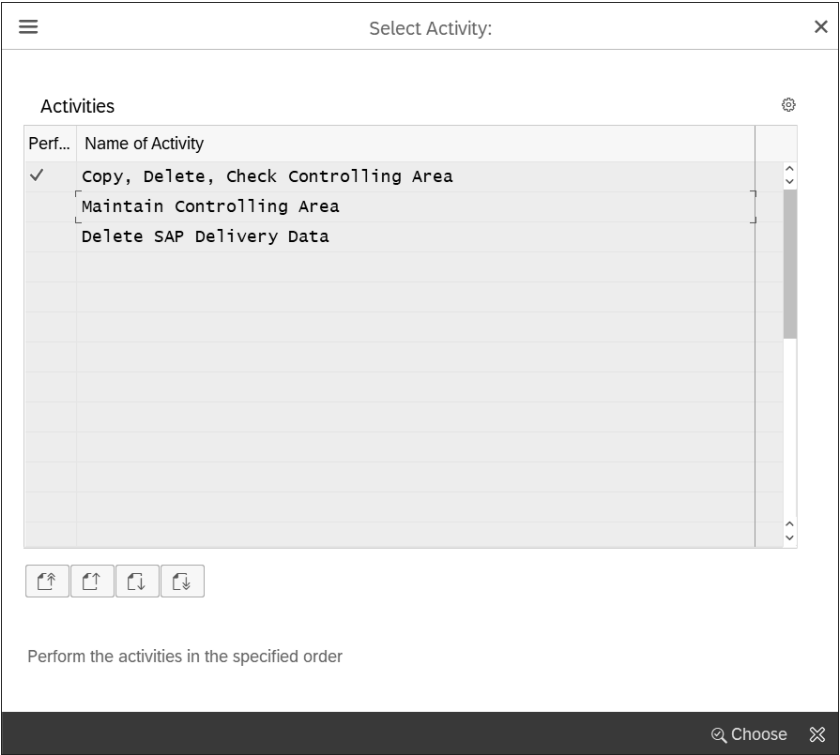 Select Activity:
Activities
Perf... Name of Activity
Copy, Delete, Check Controlling Area
Maintain Controlling Area
Delete SAP Delivery Data
Perform the activities in the specified order
Choose